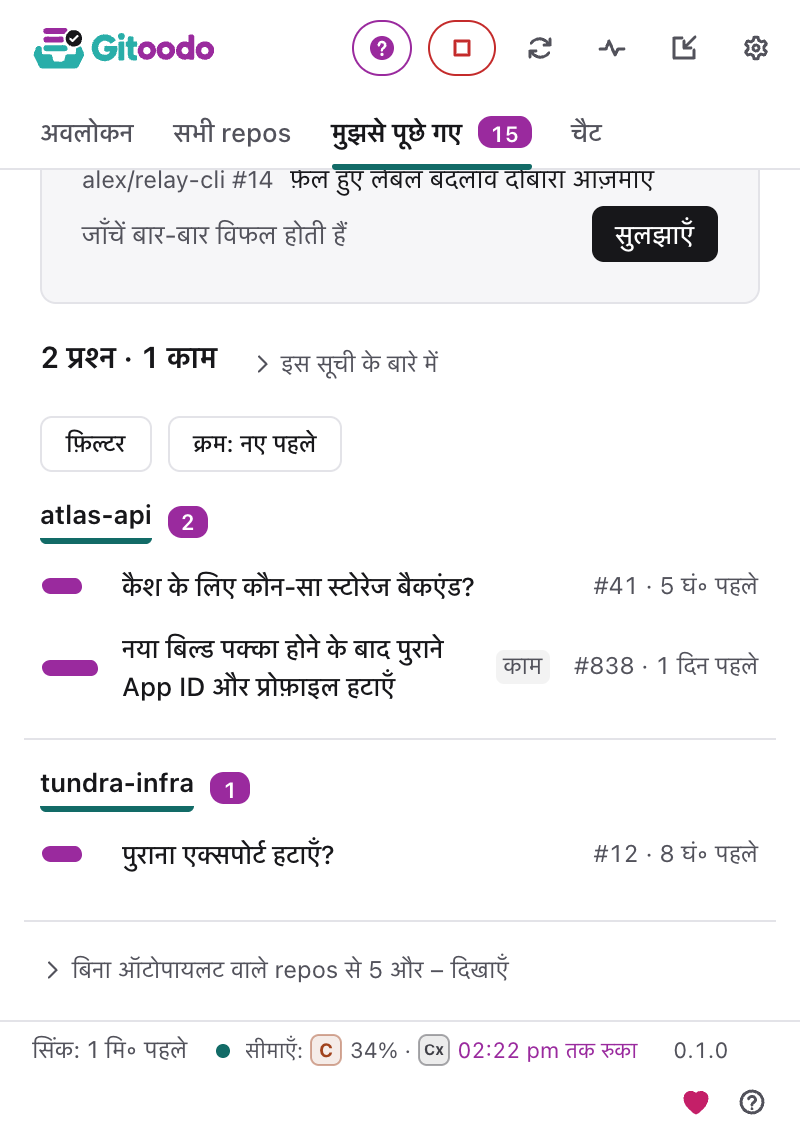 Gitoodo
अवलोकन सभी repos मुझसे पूछे गए 15 चैट
alex/relay-cli #14 फ़ेल हुए लेबल बदलाव दोबारा आज़माएँ
जाँचें बार-बार विफल होती हैं सुलझाएँ
2 प्रश्न · 1 काम इस सूची के बारे में
फ़िल्टर क्रम: नए पहले
atlas-api 2
कैश के लिए कौन-सा स्टोरेज बैकएंड? #41 · 5 घं॰ पहले
नया बिल्ड पक्का होने के बाद पुराने
App ID और प्रोफ़ाइल हटाएँ काम #838 · 1 दिन पहले
tundra-infra 1
पुराना एक्सपोर्ट हटाएँ? #12 · 8 घं॰ पहले
बिना ऑटोपायलट वाले repos से 5 और – दिखाएँ
सिंक: 1 मि॰ पहले सीमाएँ: C 34% · Cx 02:22 pm तक रुका 0.1.0